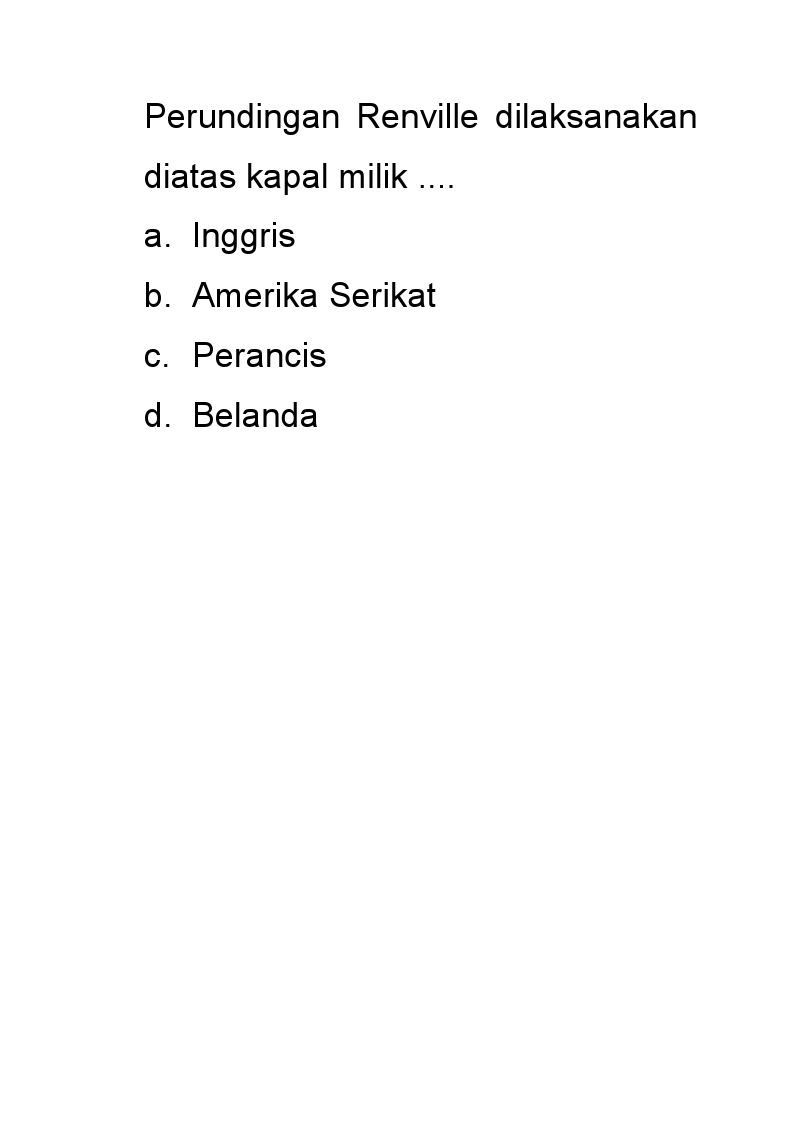 Perundingan Renville dilaksanakan
diatas kapal milik ....
a. Inggris
b. Amerika Serikat
c. Perancis
d. Belanda